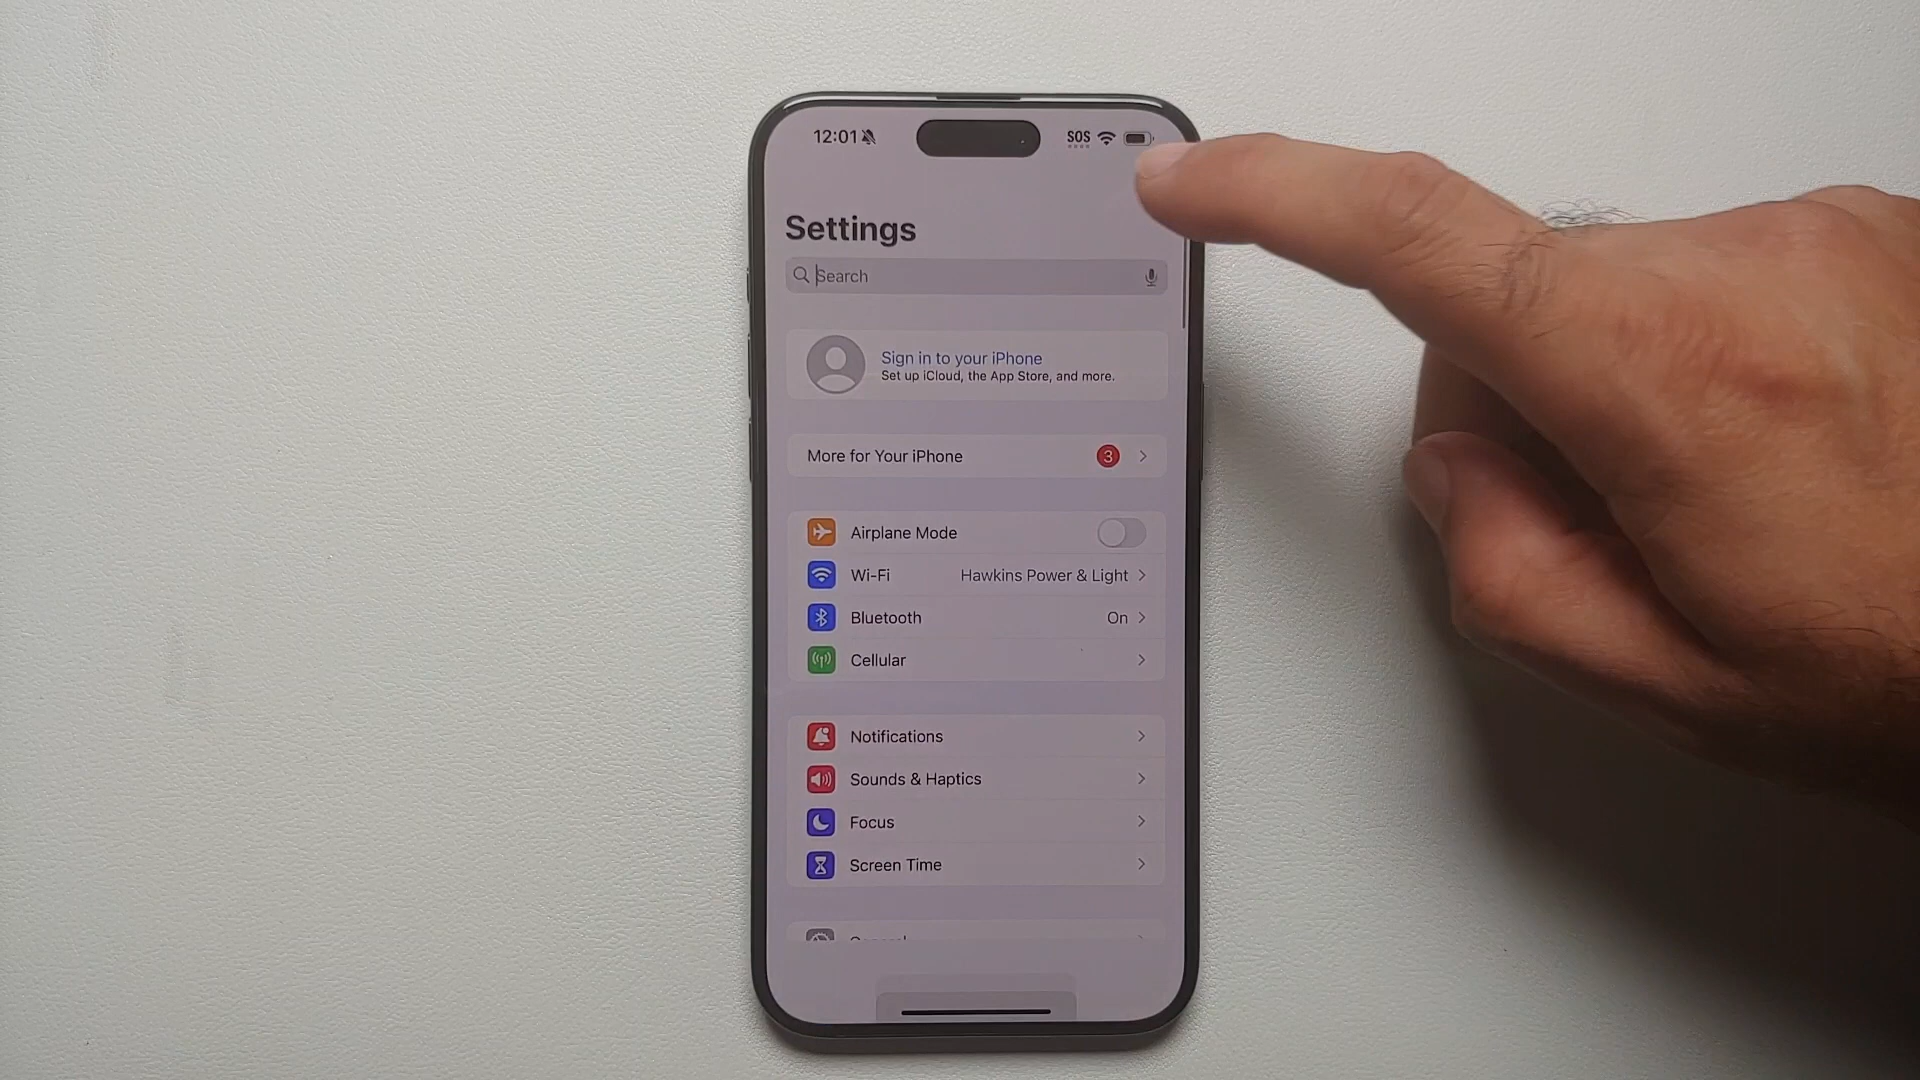 12:01 SOS
Settings
Search
Sign in to your iPhone
Set up iCloud, the App Store, and more.
More for Your iPhone 3
Airplane Mode
Wi-Fi Hawkins Power & Light
Bluetooth On
Cellular
Notifications
Sounds & Haptics
Focus
Screen Time